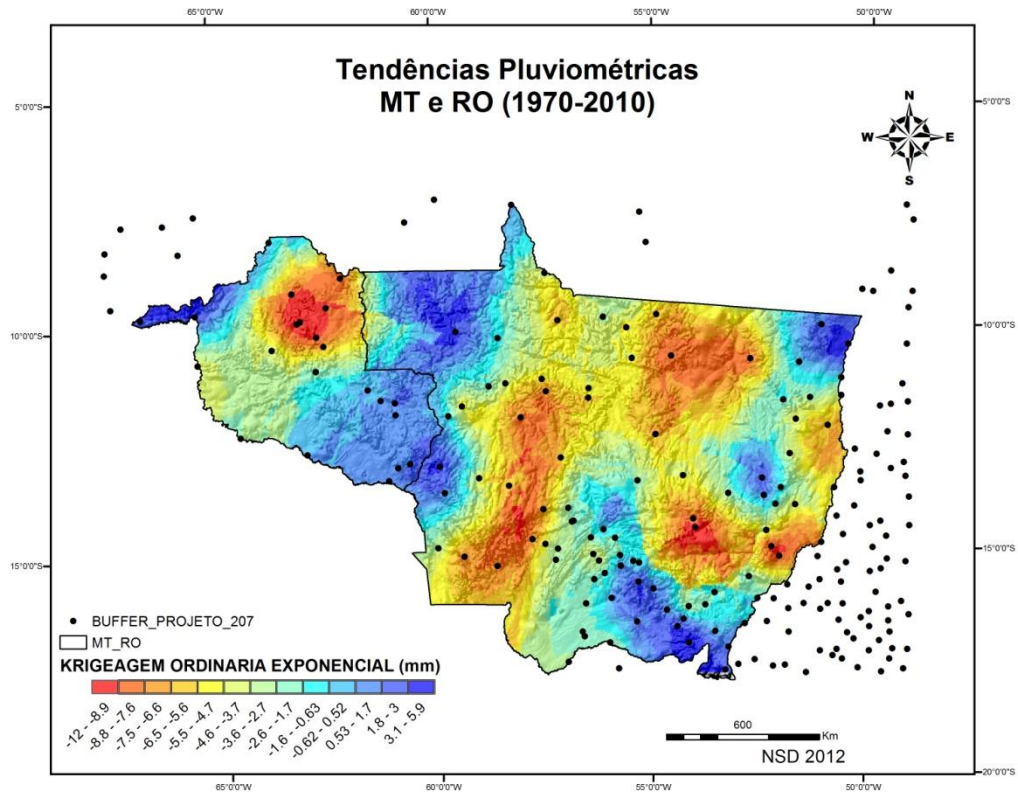 65°0'0"W 60°0'0"W 55°0'0"W 50°0'0"W
Tendências Pluviométricas
MT e RO (1970-2010)
N
W E
S
5°0'0"S 5°0'0"S
10°0'0"S 10°0'0"S
15°0'0"S 15°0'0"S
BUFFER_PROJETO_207
MT_RO
KRIGEAGEM ORDINARIA EXPONENCIAL (mm)
-12 - -8.9
-8.8 - -7.6
-7.5 - -6.6
-6.5 - -5.6
-5.5 - -4.7
-4.6 - -3.7
-3.6 - -2.7
-2.6 - -1.7
-1.6 - -0.63
-0.62 - 0.52
0.53 - 1.7
1.8 - 3
3.1 - 5.9
600
Km
NSD 2012
20°0'0"S
65°0'0"W 60°0'0"W 55°0'0"W 50°0'0"W